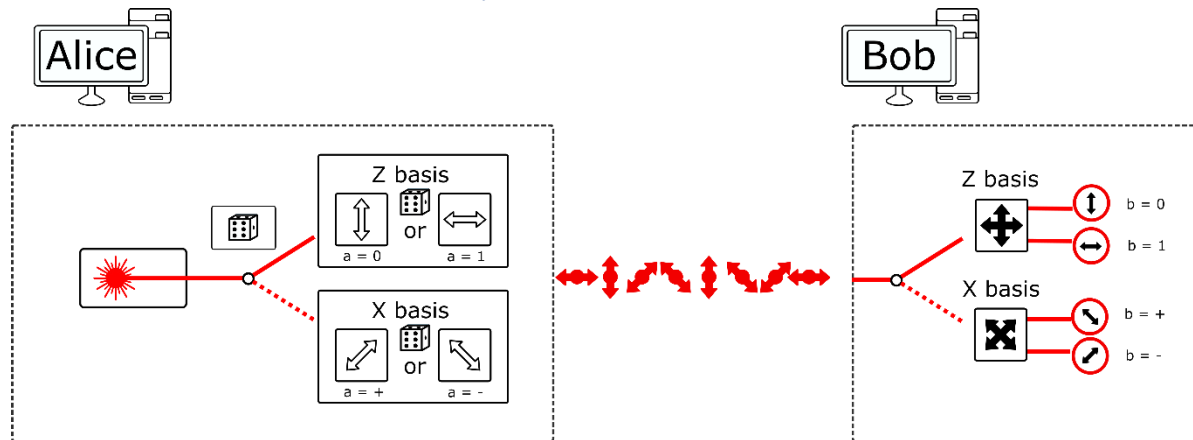 Alice
Bob
Z basis
or
a = 0
a = 1
X basis
or
a = +
a = -
Z basis
b = 0
b = 1
X basis
b = +
b = -